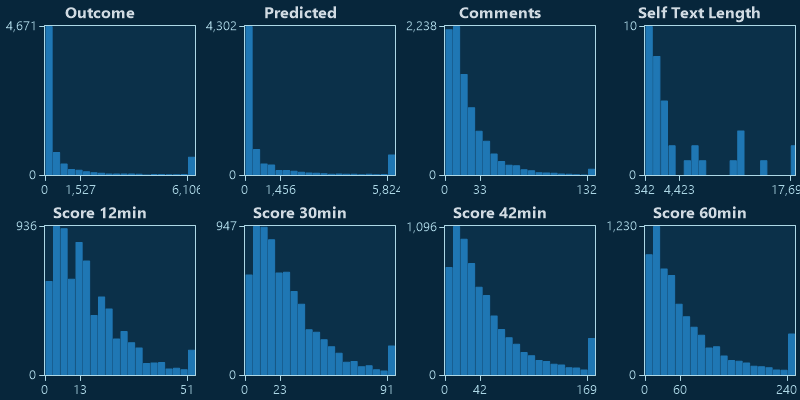 Outcome Predicted Comments Self Text Length
4,671 4,302 2,238 10
5
0 0 0 0
0 1,527 6,106 0 1,456 5,824 0 33 132 342 4,423 17,69
Score 12min Score 30min Score 42min Score 60min
936 947 1,096 1,230
0 0 0 0
0 13 51 0 23 91 0 42 169 0 60 240